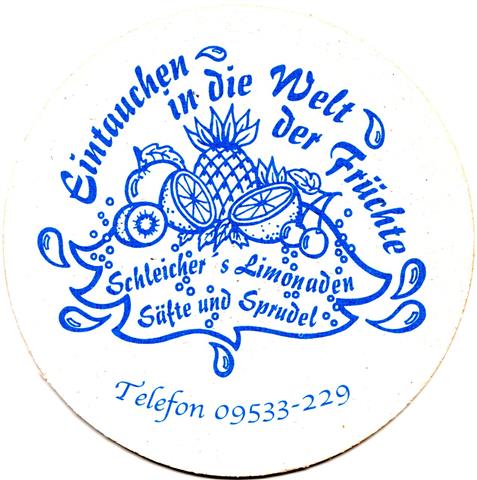 Eintauchen in die Welt der Früchte
Schleicher's Limonaden
Säfte und Sprudel
Telefon 09533-229